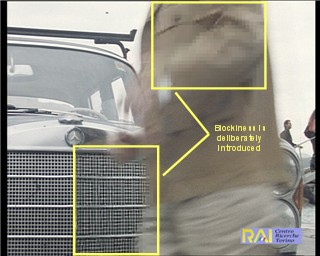 Blockiness is
deliberately
introduced
RAI Centro
Ricerche
Torino